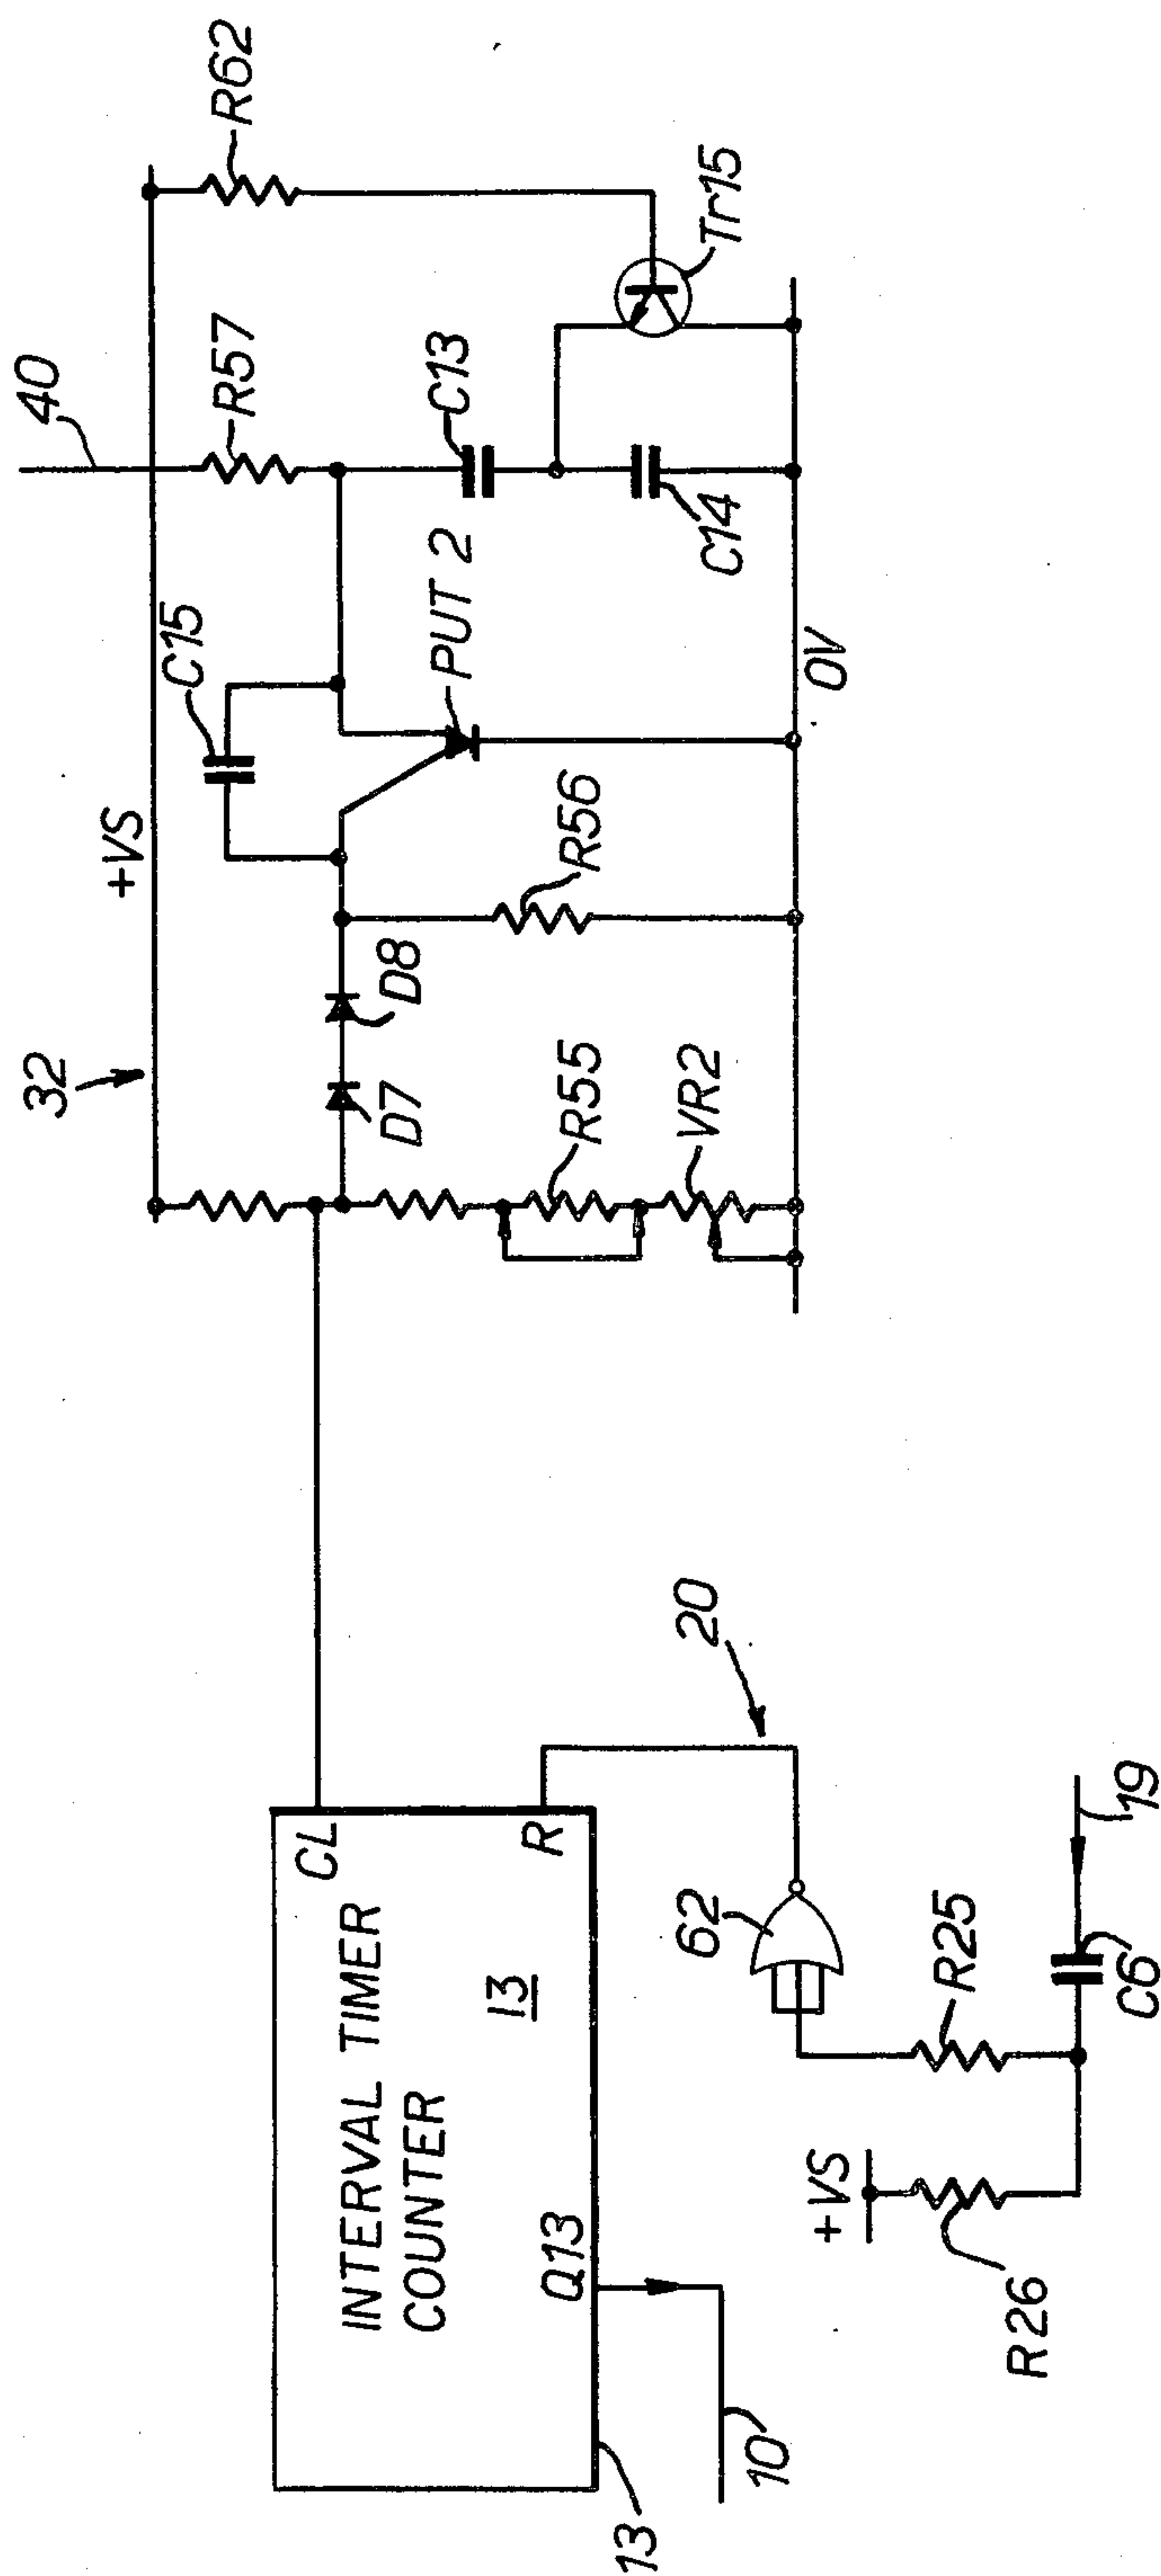 INTERVAL TIMER
COUNTER
13
CL
R
Q13
13
10
20
62
R25
+VS
R26
C6
19
32
+VS
C15
40
R57
R62
D7
D8
PUT 2
C13
Tr15
R55
R56
VR2
C14
0V